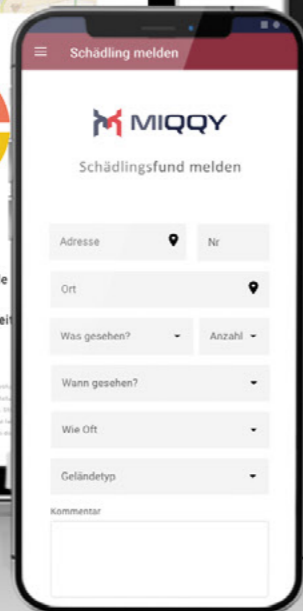 Schädling melden
MIQQY
Schädlingsfund melden
Adresse Nr
Ort
Was gesehen? Anzahl
Wann gesehen?
Wie Oft
Geländetyp
Kommentar